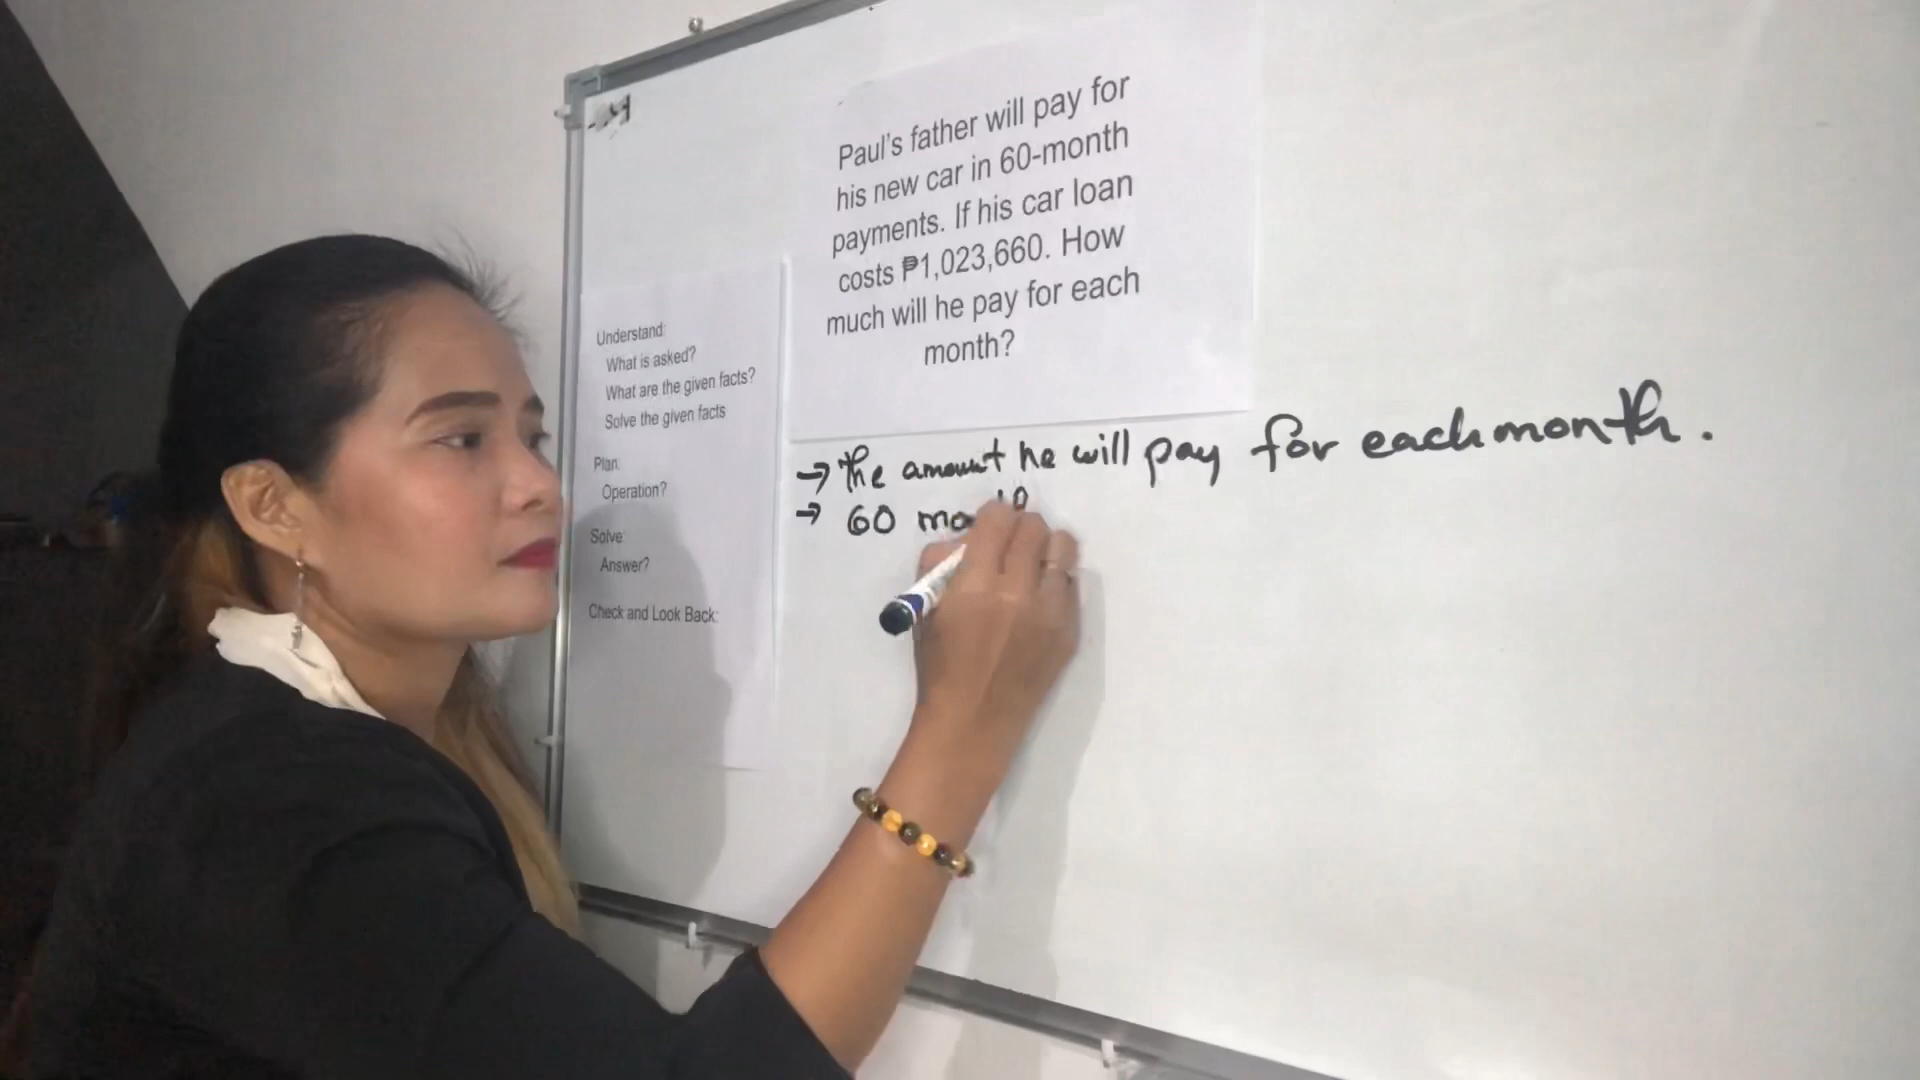 Paul's father will pay for
his new car in 60-month
payments. If his car loan
costs ₱1,023,660. How
much will he pay for each
month?
Understand:
What is asked?
What are the given facts?
Solve the given facts
Plan:
Operation?
Solve:
Answer?
Check and Look Back:
→ the amount he will pay for each month.
→ 60